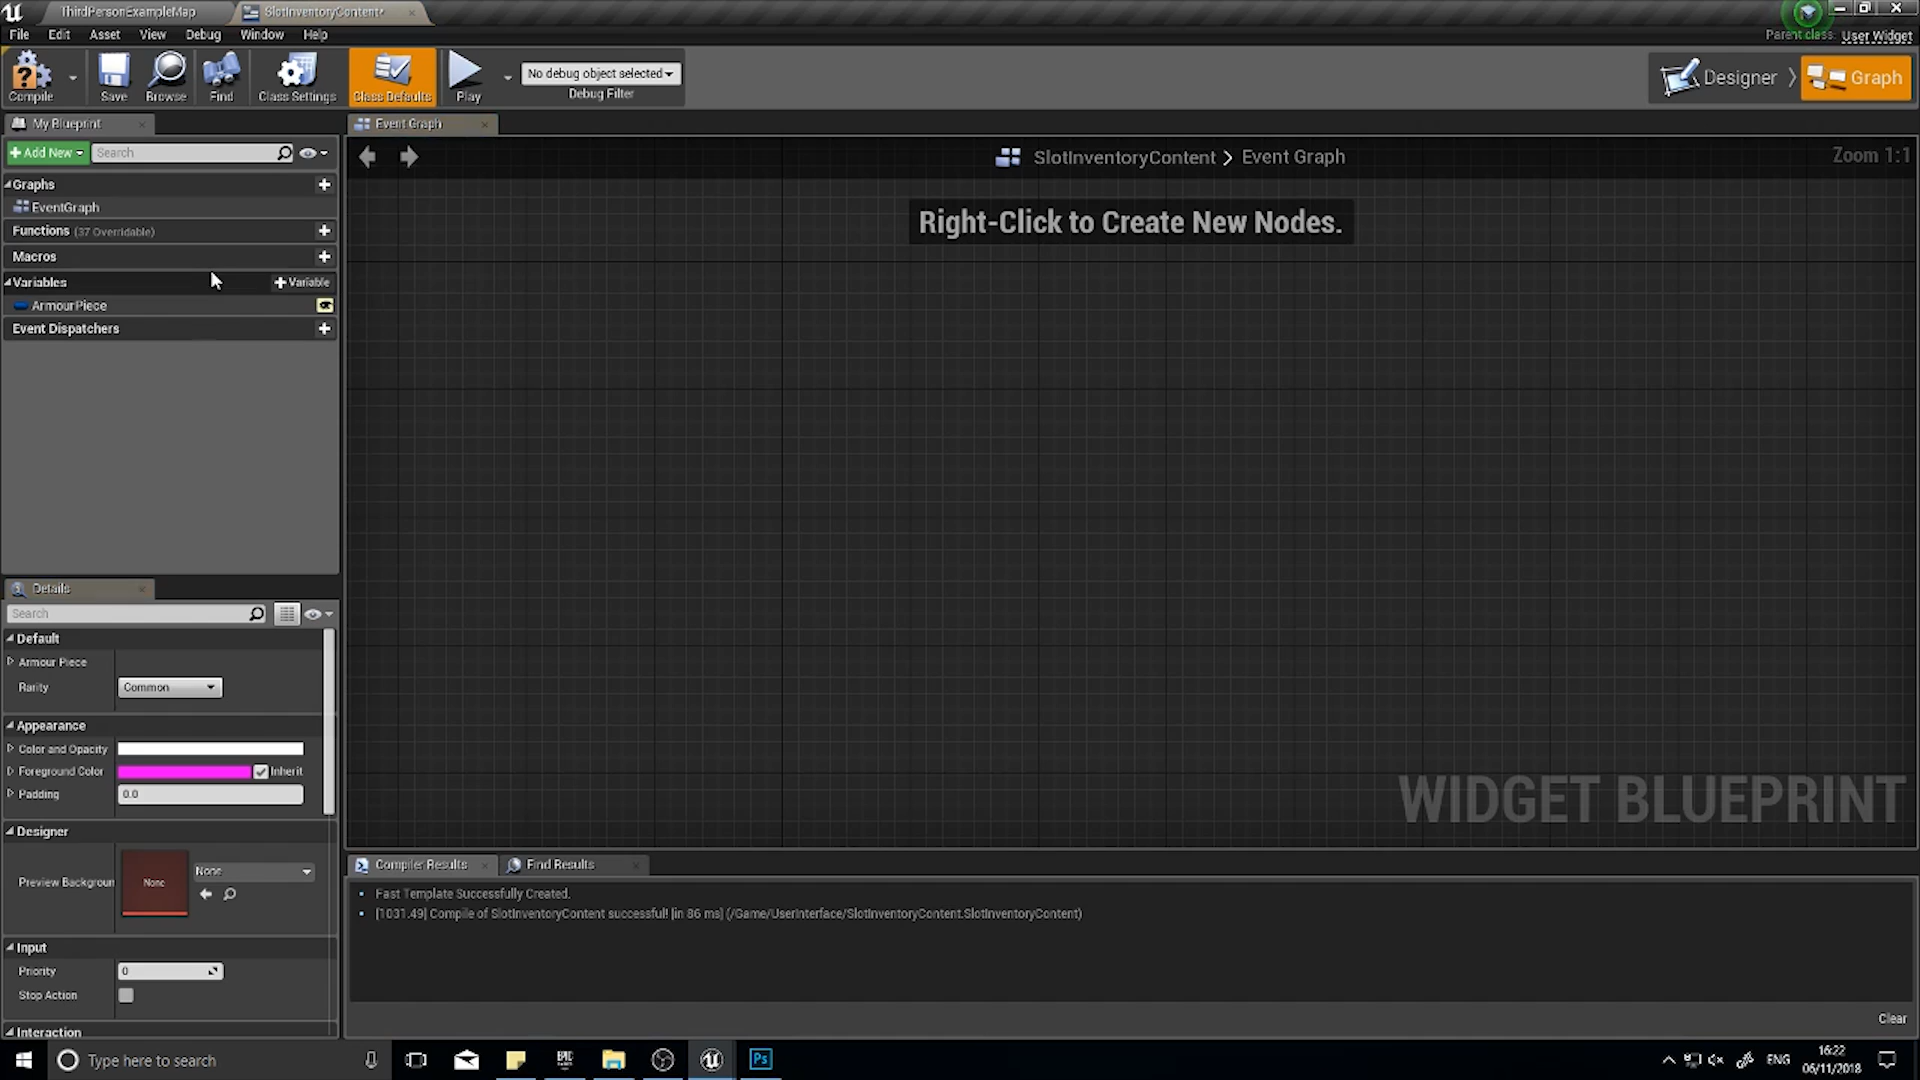 ThirdPersonExampleMap
SlotInventoryContent*
File Edit Asset View Debug Window Help
Parent class: User Widget
Compile
Save
Browse
Find
Class Settings
Class Defaults
Play
No debug object selected
Debug Filter
Designer
Graph
My Blueprint
Event Graph
Add New
Search
SlotInventoryContent > Event Graph
Zoom 1:1
Graphs
EventGraph
Functions (37 Overridable)
Macros
Variables
Variable
ArmourPiece
Event Dispatchers
Right-Click to Create New Nodes.
WIDGET BLUEPRINT
Details
Search
Default
Armour Piece
Rarity
Common
Appearance
Color and Opacity
Foreground Color
Inherit
Padding
0.0
Designer
Preview Backgroun
None
None
Input
Priority
0
Stop Action
Interaction
Compiler Results
Find Results
Fast Template Successfully Created.
[1031.49] Compile of SlotInventoryContent successful! [in 86 ms] (/Game/UserInterface/SlotInventoryContent.SlotInventoryContent)
Clear
Type here to search
EPIC
Ps
ENG
16:22
06/11/2018